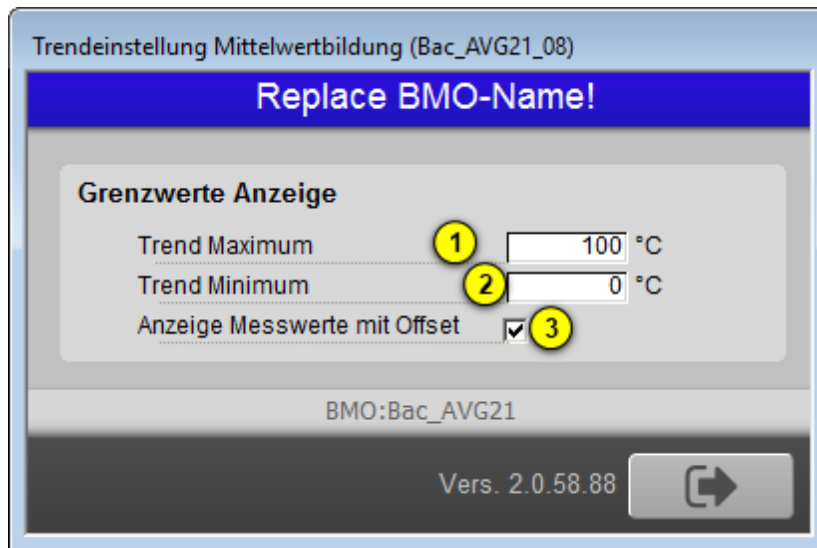 Trendeinstellung Mittelwertbildung (Bac_AVG21_08)
Replace BMO-Name!
Grenzwerte Anzeige
Trend Maximum 1 100 °C
Trend Minimum 2 0 °C
Anzeige Messwerte mit Offset 3
BMO:Bac_AVG21
Vers. 2.0.58.88